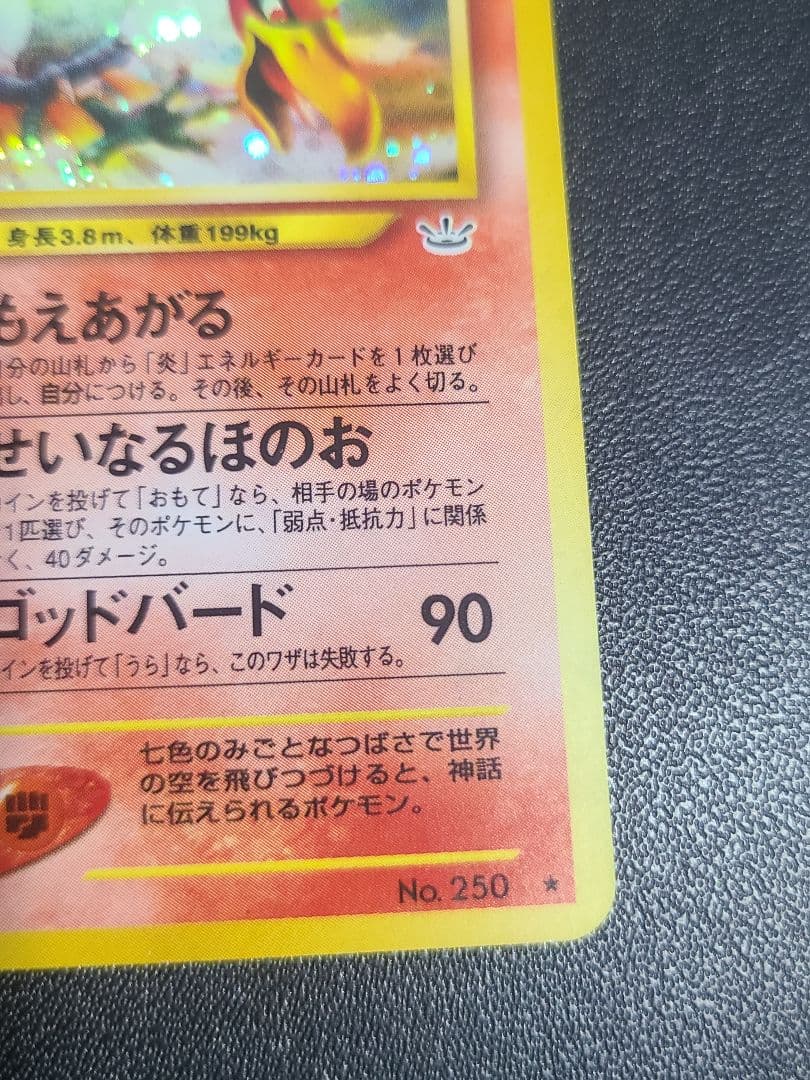 身長3.8m、体重199kg
もえあがる
自分の山札から「炎」エネルギーカードを1枚選び
し、自分につける。その後、その山札をよく切る。
せいなるほのお
インを投げて「おもて」なら、相手の場のポケモン
1匹選び、そのポケモンに、「弱点・抵抗力」に関係
く、40ダメージ。
ゴッドバード 90
インを投げて「うら」なら、このワザは失敗する。
七色のみごとなつばさで世界
の空を飛びつづけると、神話
に伝えられるポケモン。
No. 250 ★